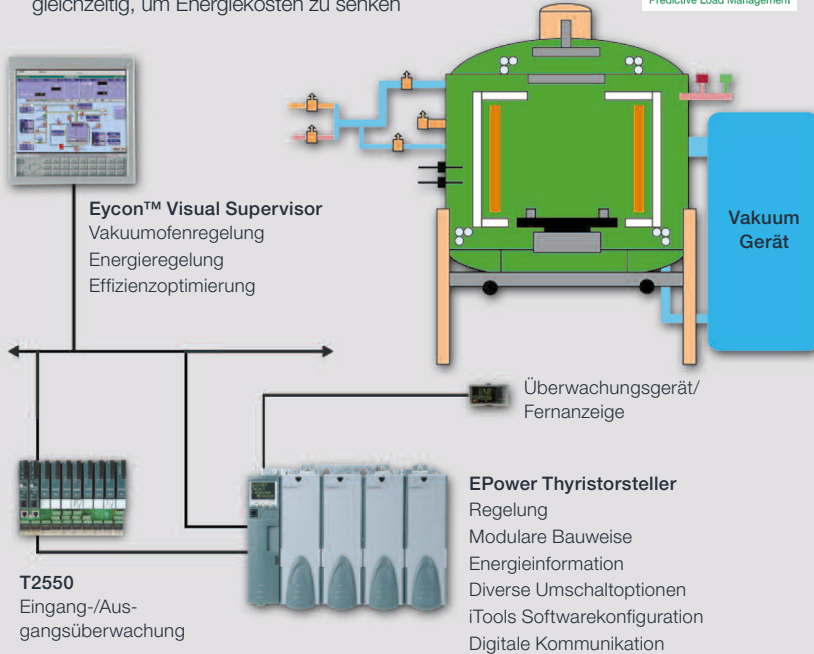 gleichzeitig, um Energiekosten zu senken
Predictive Load Management
Eycon™ Visual Supervisor
Vakuumofenregelung
Energieregelung
Effizienzoptimierung
Vakuum
Gerät
Überwachungsgerät/
Fernanzeige
EPower Thyristorsteller
Regelung
Modulare Bauweise
Energieinformation
Diverse Umschaltoptionen
iTools Softwarekonfiguration
Digitale Kommunikation
T2550
Eingang-/Aus-
gangsüberwachung